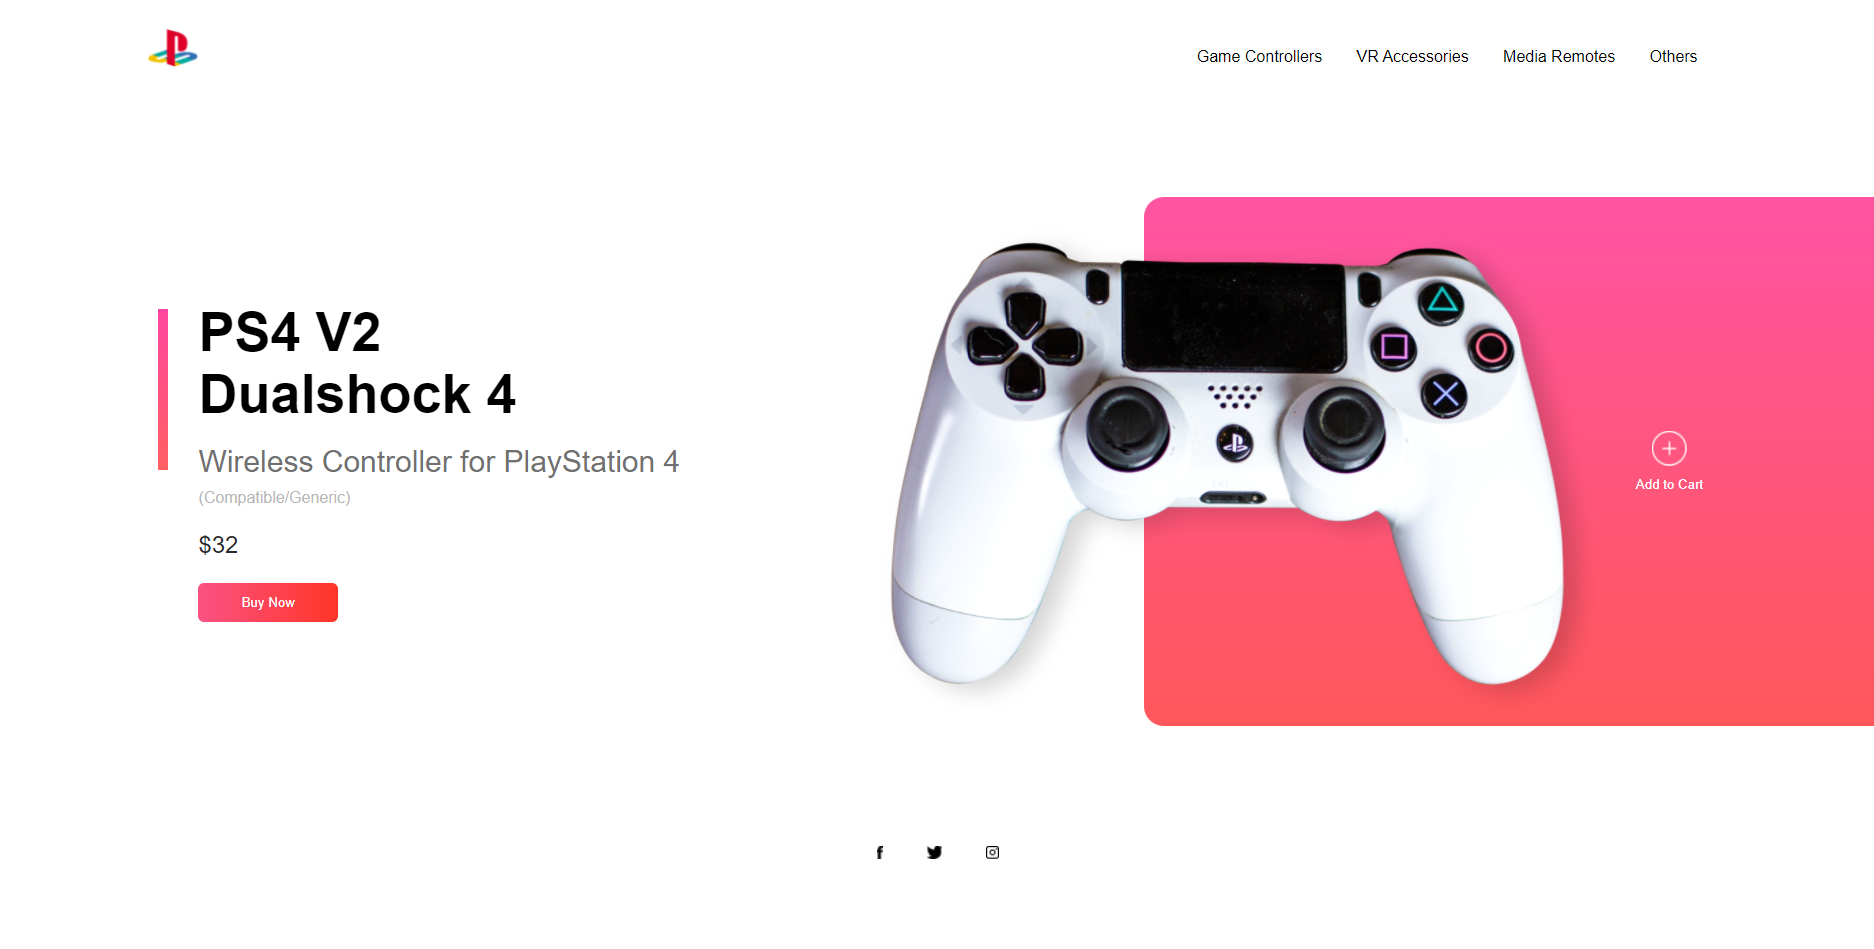 Game Controllers VR Accessories Media Remotes Others
PS4 V2
Dualshock 4
Wireless Controller for PlayStation 4
(Compatible/Generic)
$32
Buy Now
Add to Cart